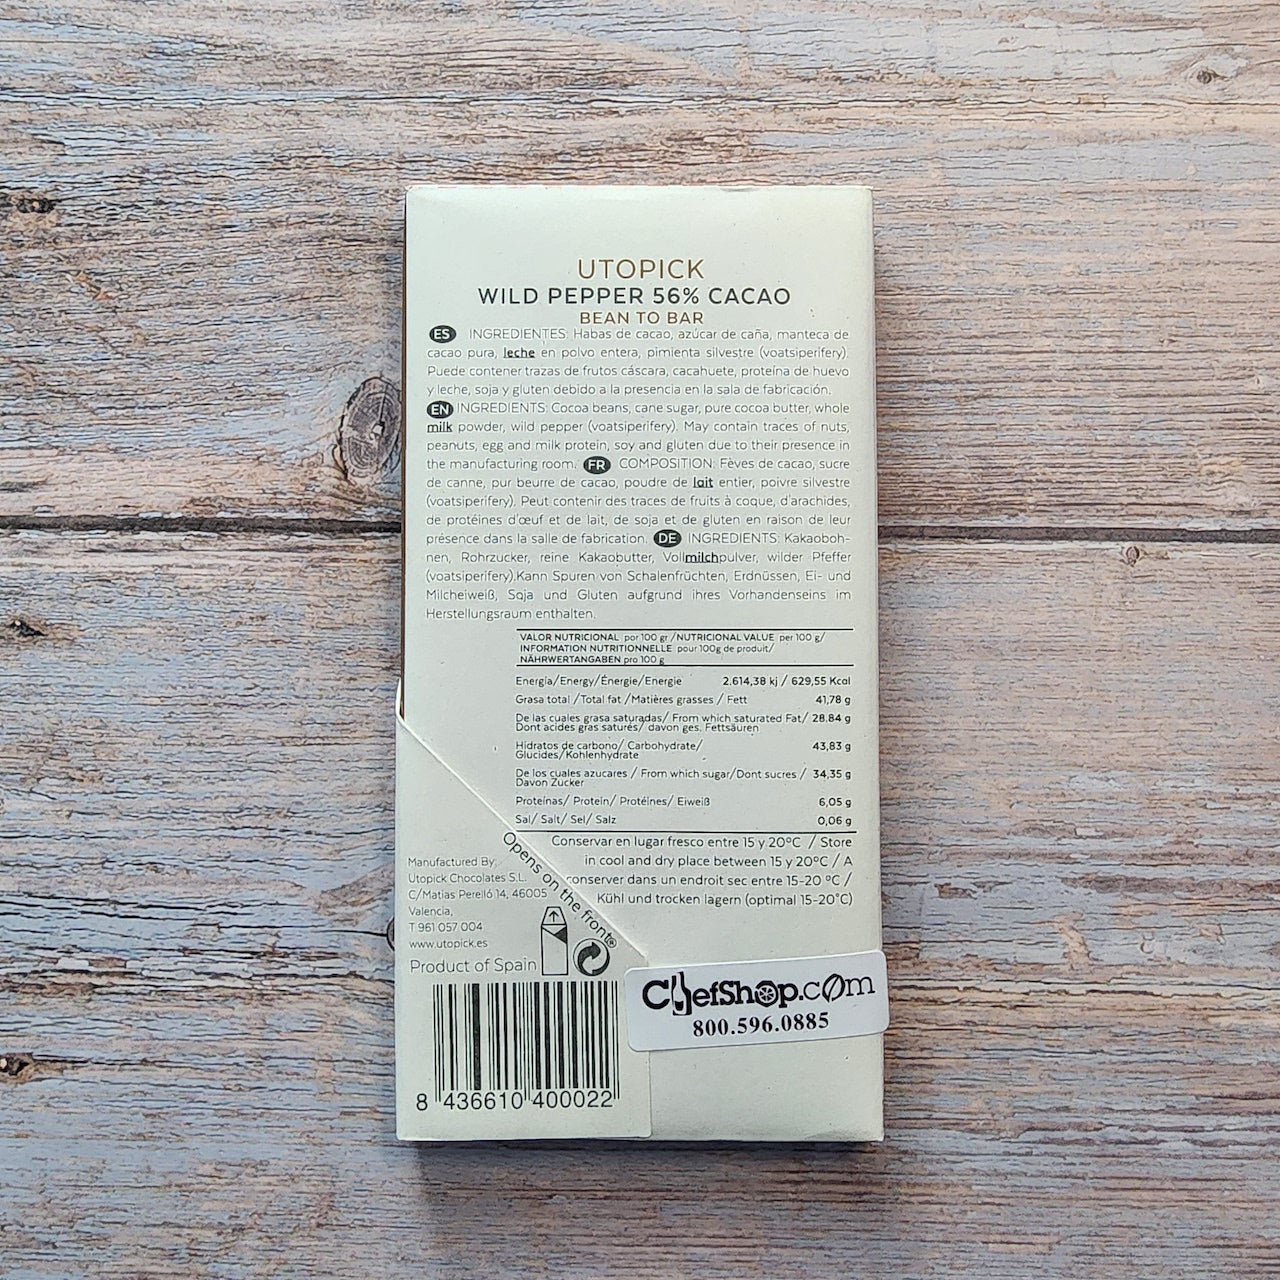 UTOPICK
WILD PEPPER 56% CACAO
BEAN TO BAR
ES INGREDIENTES: Habas de cacao, azúcar de caña, manteca de
cacao pura, leche en polvo entera, pimienta silvestre (voatsiperifery).
Puede contener trazas de frutos cáscara, cacahuete, proteína de huevo
y leche, soja y gluten debido a la presencia en la sala de fabricación.
EN INGREDIENTS: Cocoa beans, cane sugar, pure cocoa butter, whole
milk powder, wild pepper (voatsiperifery). May contain traces of nuts,
peanuts, egg and milk protein, soy and gluten due to their presence in
the manufacturing room. FR COMPOSITION: Fèves de cacao, sucre
de canne, pur beurre de cacao, poudre de lait entier, poivre silvestre
(voatsiperifery). Peut contenir des traces de fruits à coque, d'arachides,
de protéines d'œuf et de lait, de soja et de gluten en raison de leur
présence dans la salle de fabrication. DE INGREDIENTS: Kakaoboh-
nen, Rohrzucker, reine Kakaobutter, Vollmilchpulver, wilder Pfeffer
(voatsiperifery).Kann Spuren von Schalenfrüchten, Erdnüssen, Ei- und
Milcheiweiß, Soja und Gluten aufgrund ihres Vorhandenseins im
Herstellungsraum enthalten.
VALOR NUTRICIONAL por 100 gr /NUTRICIONAL VALUE per 100 g/
INFORMATION NUTRITIONNELLE pour 100g de produit/
NÄHRWERTANGABEN pro 100 g
Energía/Energy/Énergie/Energie 2.614,38 kj / 629,55 Kcal
Grasa total /Total fat /Matières grasses / Fett 41,78 g
De las cuales grasa saturadas/ From which saturated Fat/ 28.84 g
Dont acides gras saturés/ davon ges. Fettsäuren
Hidratos de carbono/ Carbohydrate/ 43,83 g
Glucides/Kohlenhydrate
De los cuales azucares / From which sugar/Dont sucres / 34,35 g
Davon Zucker
Proteínas/ Protein/ Protéines/ Eiweiß 6,05 g
Sal/ Salt/ Sel/ Salz 0,06 g
Conservar en lugar fresco entre 15 y 20ºC / Store
in cool and dry place between 15 y 20ºC / A
conserver dans un endroit sec entre 15-20 ºC /
Kühl und trocken lagern (optimal 15-20°C)
Opens on the front®
Manufactured By:
Utopick Chocolates S.L.
C/Matías Perelló 14, 46005
Valencia,
T 961 057 004
www.utopick.es
Product of Spain
8 436610 400022
ChefShop.com
800.596.0885